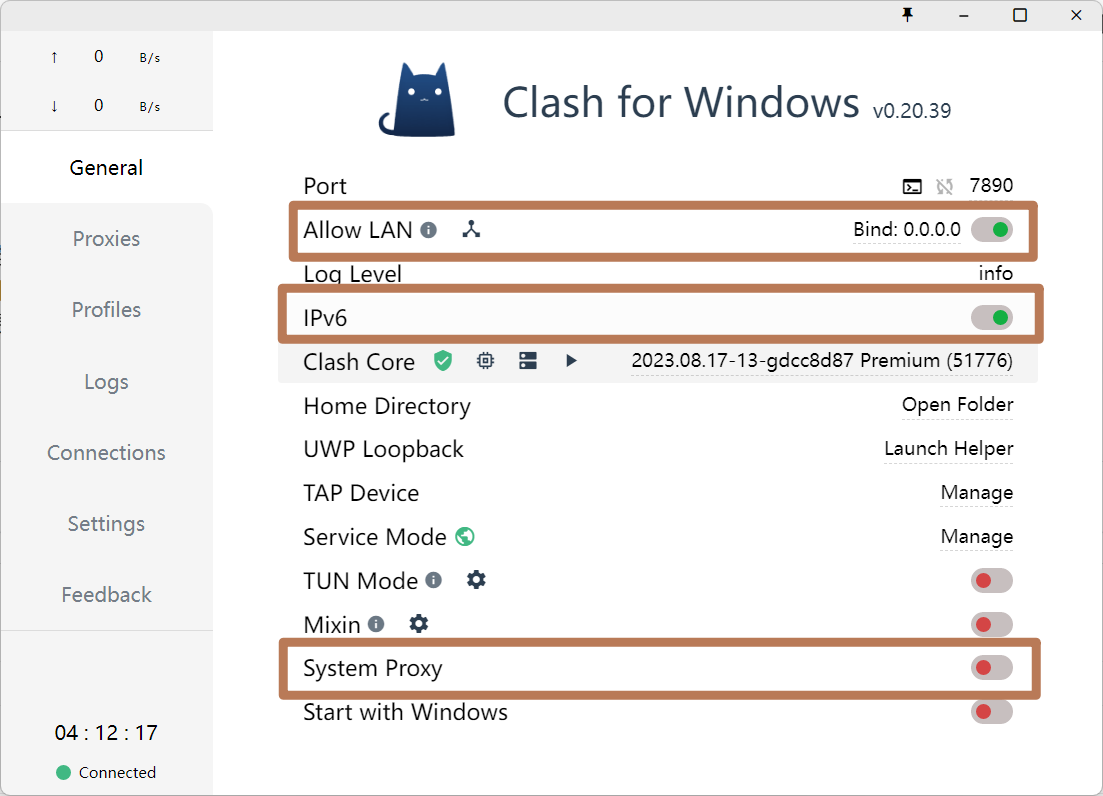 ↑ 0 B/s
↓ 0 B/s
General
Proxies
Profiles
Logs
Connections
Settings
Feedback
04 : 12 : 17
Connected
Clash for Windows v0.20.39
Port 7890
Allow LAN Bind: 0.0.0.0
Log Level info
IPv6
Clash Core 2023.08.17-13-gdcc8d87 Premium (51776)
Home Directory Open Folder
UWP Loopback Launch Helper
TAP Device Manage
Service Mode Manage
TUN Mode
Mixin
System Proxy
Start with Windows